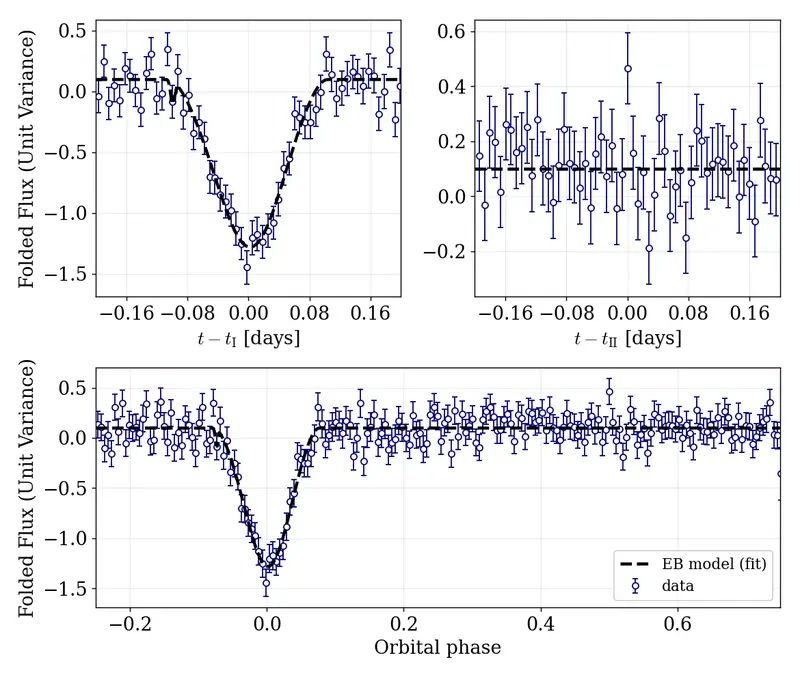 Folded Flux (Unit Variance)
0.5
0.0
−0.5
−1.0
−1.5
−0.16 −0.08 0.00 0.08 0.16
t − tI [days]
0.6
0.4
0.2
0.0
−0.2
−0.16 −0.08 0.00 0.08 0.16
t − tII [days]
Folded Flux (Unit Variance)
0.5
0.0
−0.5
−1.0
−1.5
−0.2 0.0 0.2 0.4 0.6
Orbital phase
EB model (fit)
data